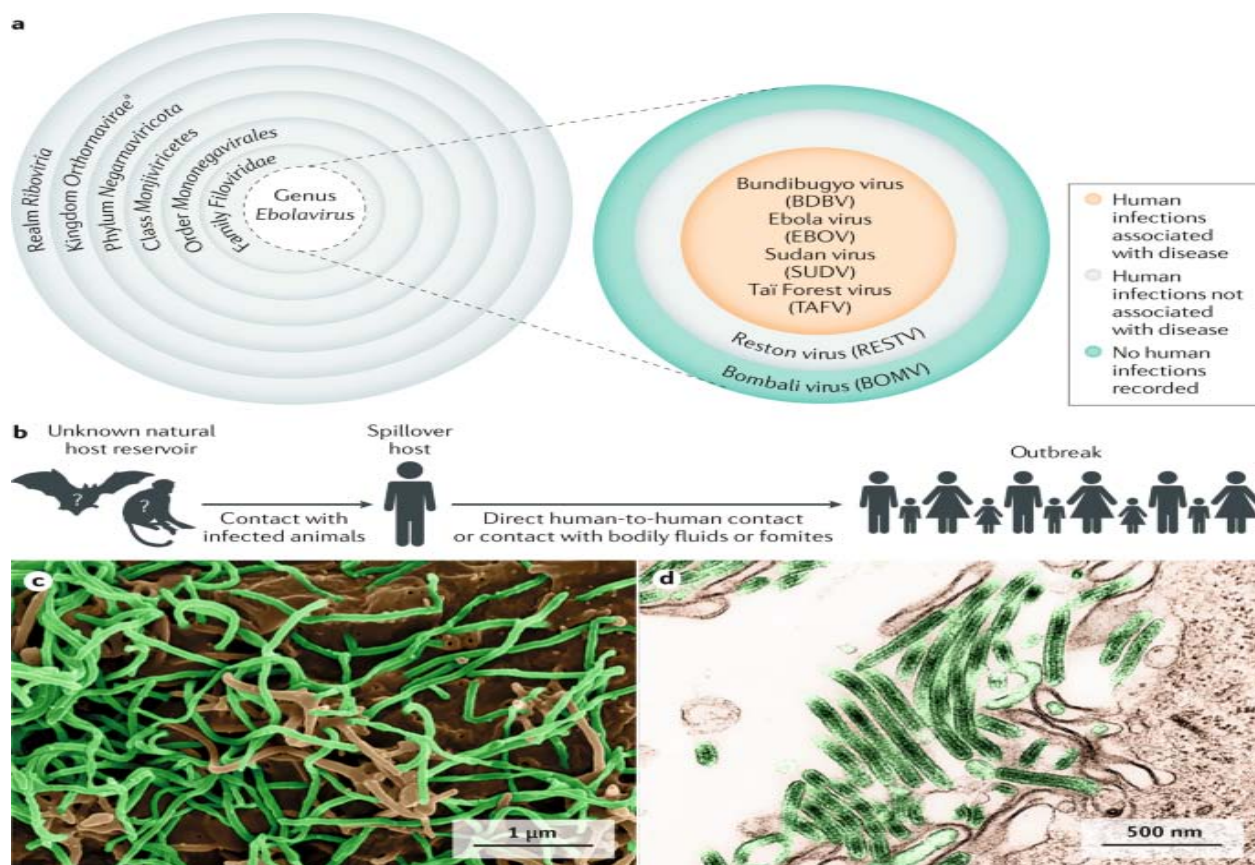 a
Realm Riboviria
Kingdom Orthornaviraeª
Phylum Negarnaviricota
Class Monjiviricetes
Order Mononegavirales
Family Filoviridae
Genus
Ebolavirus
Bundibugyo virus
(BDBV)
Ebola virus
(EBOV)
Sudan virus
(SUDV)
Taï Forest virus
(TAFV)
Reston virus (RESTV)
Bombali virus (BOMV)
Human
infections
associated
with disease
Human
infections not
associated
with disease
No human
infections
recorded
b
Unknown natural
host reservoir
? ?
Contact with
infected animals
Spillover
host
Direct human-to-human contact
or contact with bodily fluids or fomites
Outbreak
c
1 μm
d
500 nm